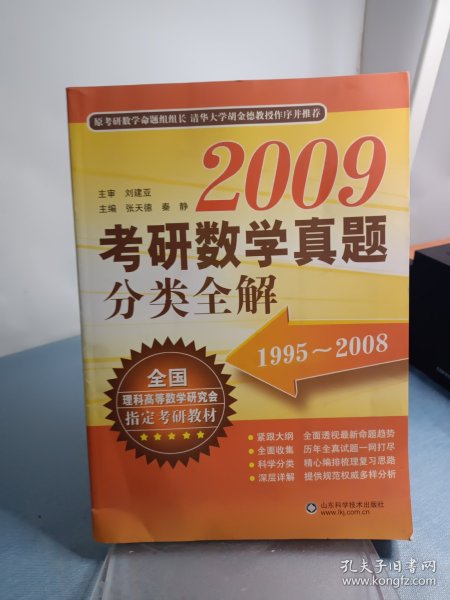 原考研数学命题组组长 清华大学胡金德教授作序并推荐
2009
主审 刘建亚
主编 张天德 秦静
考研数学真题
分类全解
1995～2008
全国
理科高等数学研究会
指定考研教材
★★★★★
• 紧跟大纲 全面透视最新命题趋势
• 全面收集 历年全真试题一网打尽
• 科学分类 精心编排梳理复习思路
• 深层详解 提供规范权威多样分析
山东科学技术出版社
www.lkj.com.cn
孔夫子旧书网
www.kongfz.com